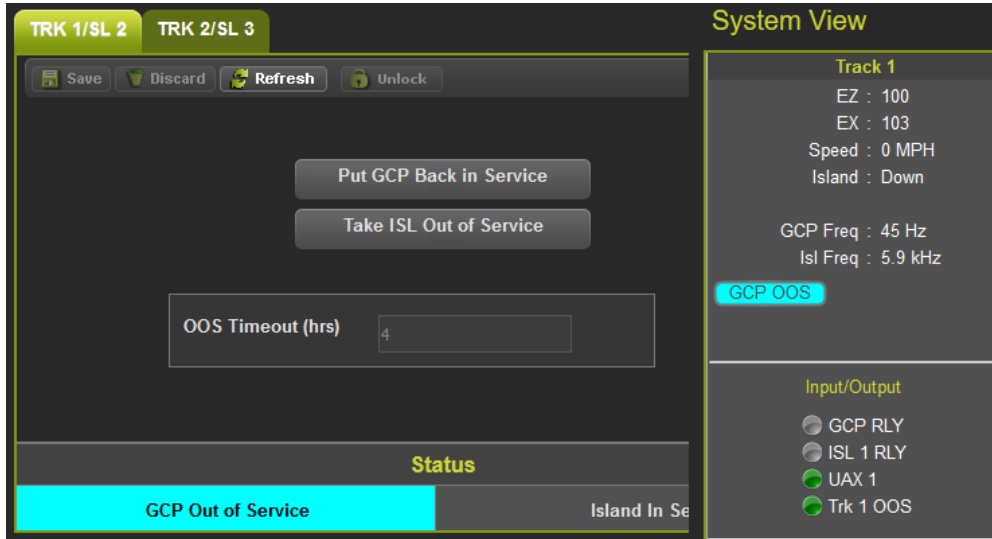 TRK 1/SL 2
TRK 2/SL 3
Save
Discard
Refresh
Unlock
Put GCP Back in Service
Take ISL Out of Service
OOS Timeout (hrs)
4
Status
GCP Out of Service
Island In Se
System View
Track 1
EZ : 100
EX : 103
Speed : 0 MPH
Island : Down
GCP Freq : 45 Hz
Isl Freq : 5.9 kHz
GCP OOS
Input/Output
GCP RLY
ISL 1 RLY
UAX 1
Trk 1 OOS